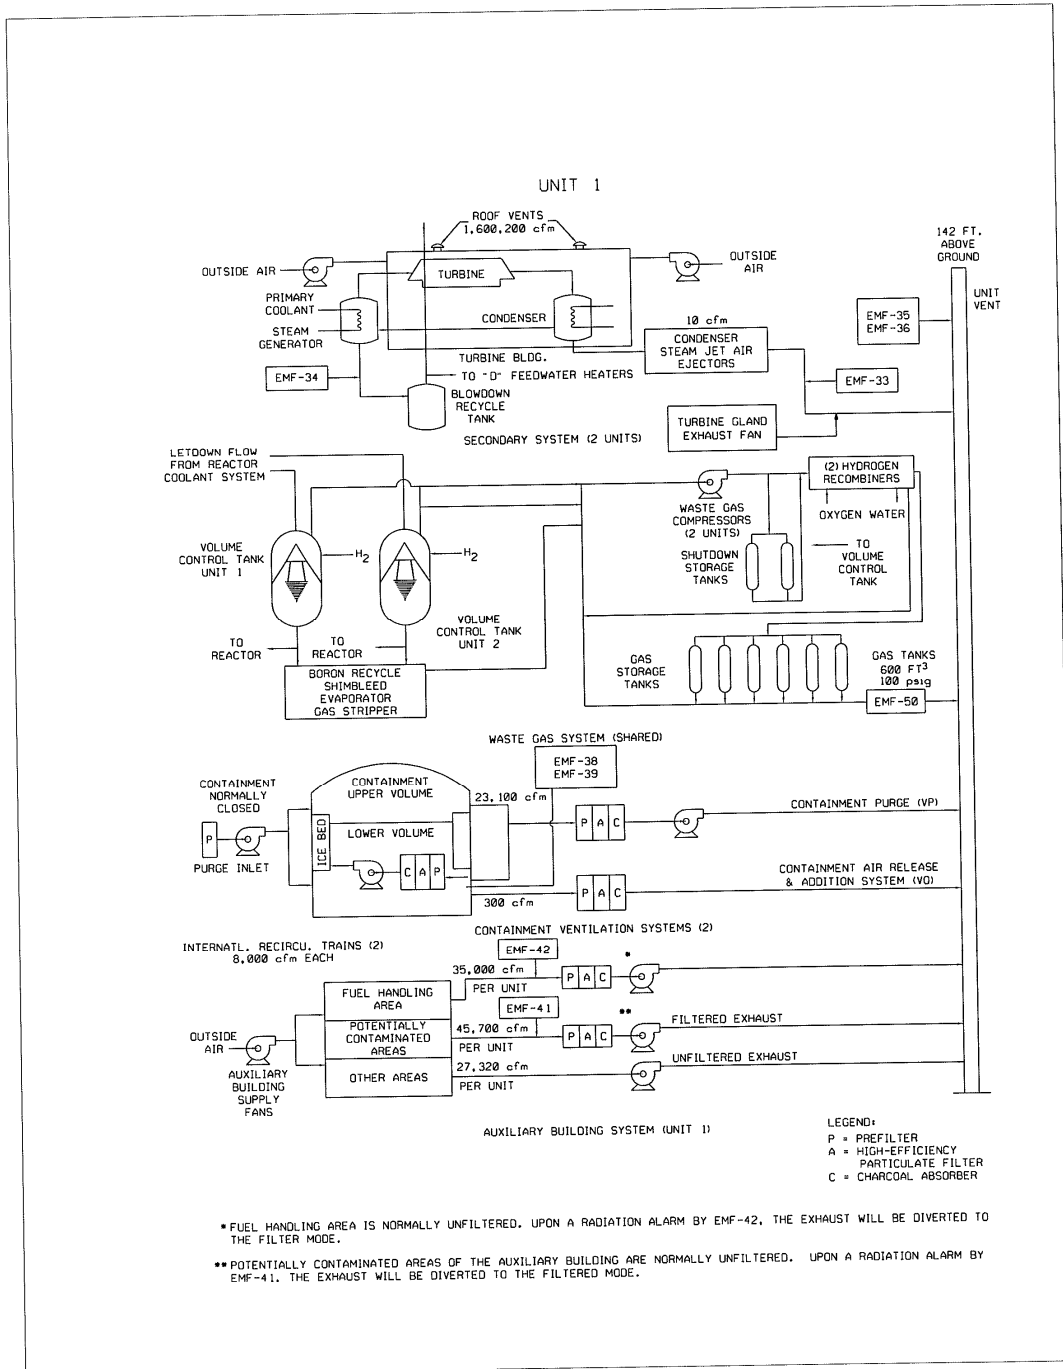 UNIT 1
ROOF VENTS
1,600,200 cfm
142 FT.
ABOVE
GROUND
OUTSIDE AIR
TURBINE
OUTSIDE
AIR
UNIT
VENT
PRIMARY
COOLANT
STEAM
GENERATOR
CONDENSER
10 cfm
CONDENSER
STEAM JET AIR
EJECTORS
EMF-35
EMF-36
TURBINE BLDG.
EMF-34
TO "D" FEEDWATER HEATERS
EMF-33
BLOWDOWN
RECYCLE
TANK
TURBINE GLAND
EXHAUST FAN
SECONDARY SYSTEM (2 UNITS)
LETDOWN FLOW
FROM REACTOR
COOLANT SYSTEM
(2) HYDROGEN
RECOMBINERS
OXYGEN WATER
WASTE GAS
COMPRESSORS
(2 UNITS)
VOLUME
CONTROL TANK
UNIT 1
H2
H2
SHUTDOWN
STORAGE
TANKS
TO
VOLUME
CONTROL
TANK
VOLUME
CONTROL TANK
UNIT 2
TO
REACTOR
TO
REACTOR
BORON RECYCLE
SHIMBLEED
EVAPORATOR
GAS STRIPPER
GAS
STORAGE
TANKS
GAS TANKS
600 FT3
100 psig
EMF-50
WASTE GAS SYSTEM (SHARED)
EMF-38
EMF-39
CONTAINMENT
NORMALLY
CLOSED
CONTAINMENT
UPPER VOLUME
23,100 cfm
CONTAINMENT PURGE (VP)
P
PURGE INLET
ICE BED
LOWER VOLUME
C A P
P A C
CONTAINMENT AIR RELEASE
& ADDITION SYSTEM (VO)
300 cfm
P A C
CONTAINMENT VENTILATION SYSTEMS (2)
INTERNATL. RECIRCU. TRAINS (2)
8,000 cfm EACH
EMF-42
*
35,000 cfm
PER UNIT
P A C
FUEL HANDLING
AREA
EMF-41
**
POTENTIALLY
CONTAMINATED
AREAS
45,700 cfm
PER UNIT
P A C
FILTERED EXHAUST
OUTSIDE
AIR
OTHER AREAS
27,320 cfm
PER UNIT
UNFILTERED EXHAUST
AUXILIARY
BUILDING
SUPPLY
FANS
AUXILIARY BUILDING SYSTEM (UNIT 1)
LEGEND:
P = PREFILTER
A = HIGH-EFFICIENCY
PARTICULATE FILTER
C = CHARCOAL ABSORBER
* FUEL HANDLING AREA IS NORMALLY UNFILTERED. UPON A RADIATION ALARM BY EMF-42, THE EXHAUST WILL BE DIVERTED TO
THE FILTER MODE.
** POTENTIALLY CONTAMINATED AREAS OF THE AUXILIARY BUILDING ARE NORMALLY UNFILTERED. UPON A RADIATION ALARM BY
EMF-41. THE EXHAUST WILL BE DIVERTED TO THE FILTERED MODE.